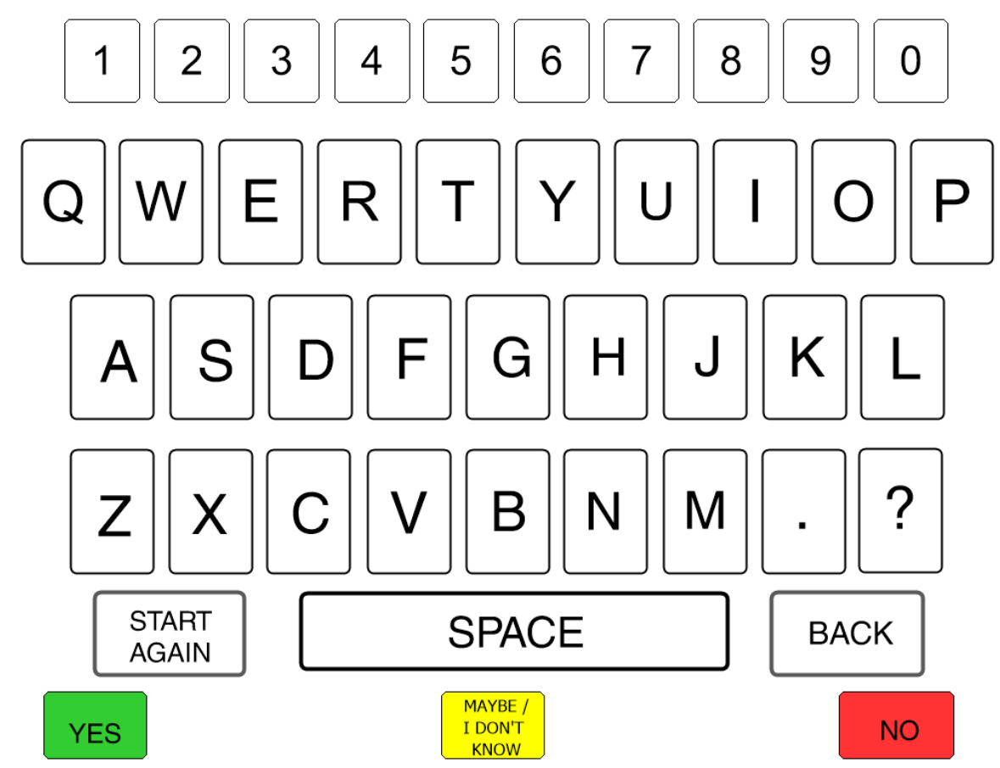 1 2 3 4 5 6 7 8 9 0
Q W E R T Y U I O P
A S D F G H J K L
Z X C V B N M . ?
START
AGAIN
SPACE
BACK
YES
MAYBE /
I DON'T
KNOW
NO